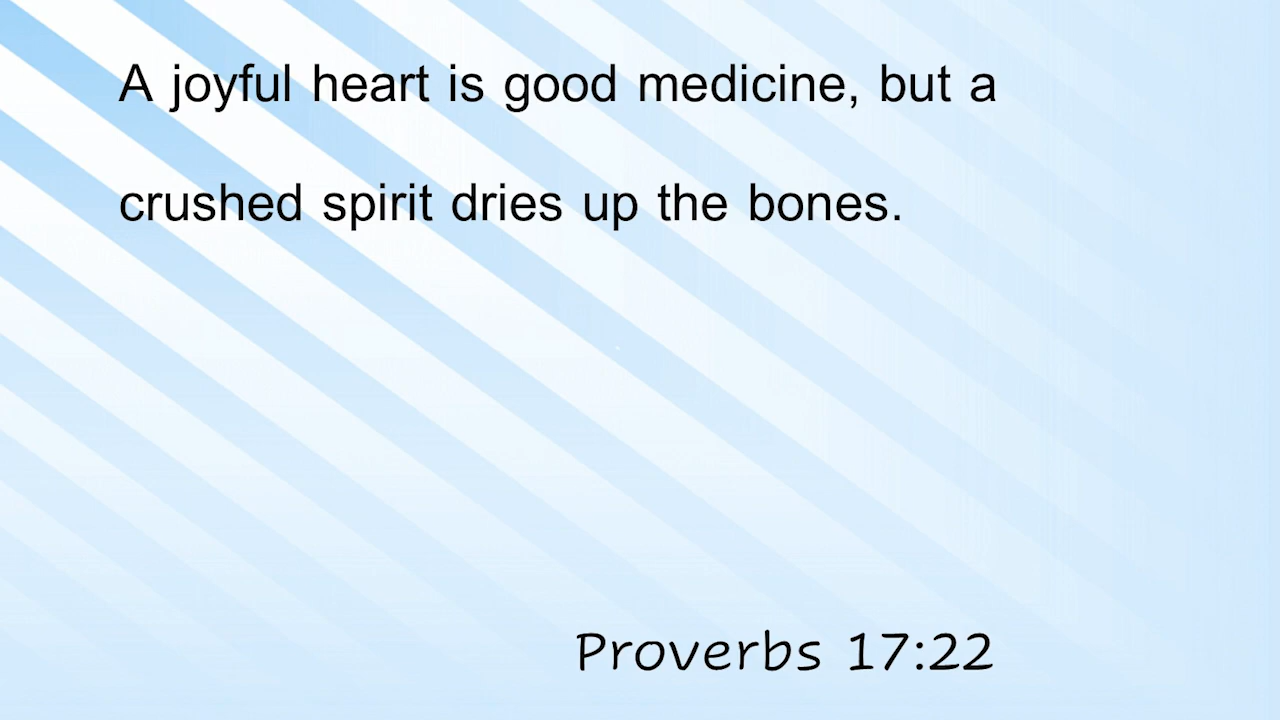 A joyful heart is good medicine, but a
crushed spirit dries up the bones.
Proverbs 17:22